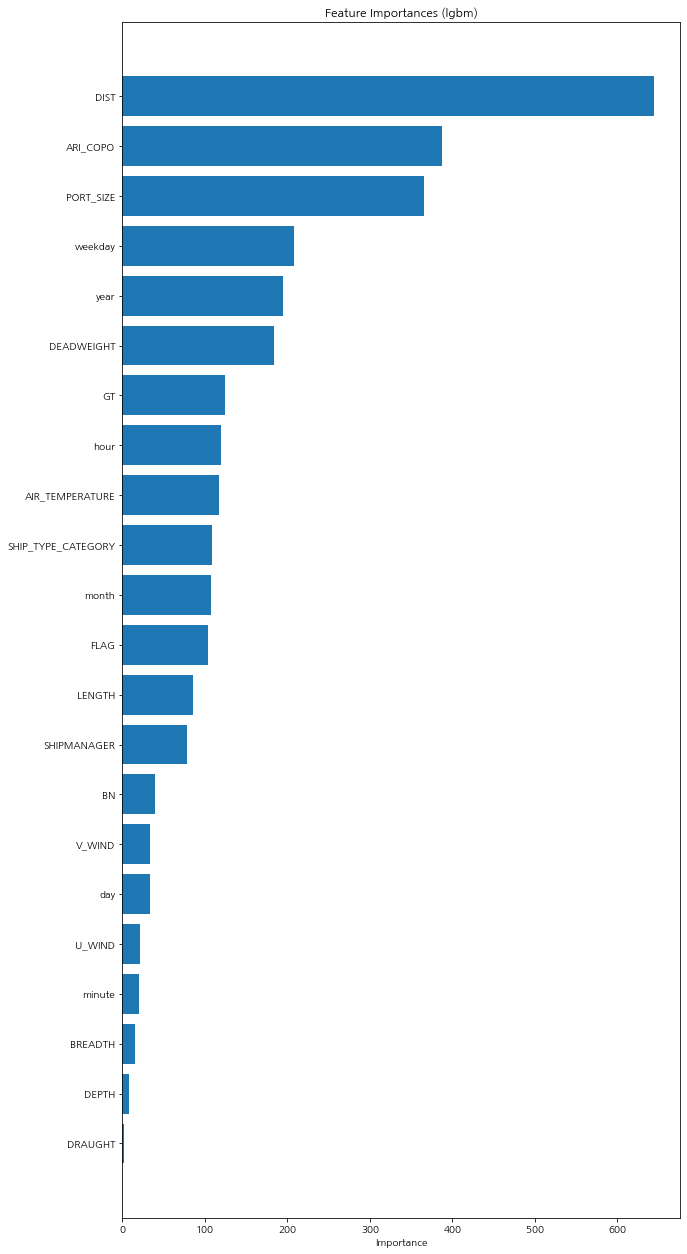 Feature Importances (lgbm)
DIST
ARI_COPO
PORT_SIZE
weekday
year
DEADWEIGHT
GT
hour
AIR_TEMPERATURE
SHIP_TYPE_CATEGORY
month
FLAG
LENGTH
SHIPMANAGER
BN
V_WIND
day
U_WIND
minute
BREADTH
DEPTH
DRAUGHT
0 100 200 300 400 500 600
Importance